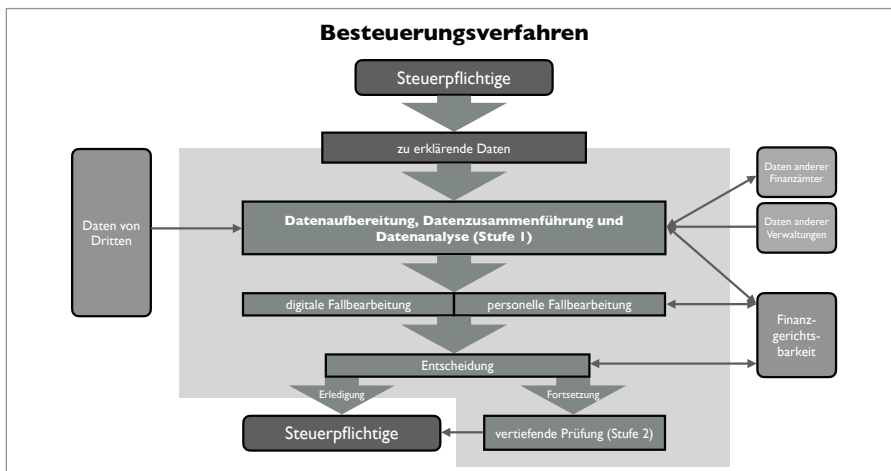 Besteuerungsverfahren
Steuerpflichtige
zu erklärende Daten
Daten von
Dritten
Datenaufbereitung, Datenzusammenführung und
Datenanalyse (Stufe 1)
Daten anderer
Finanzämter
Daten anderer
Verwaltungen
digitale Fallbearbeitung
personelle Fallbearbeitung
Finanz-
gerichts-
barkeit
Entscheidung
Erledigung
Fortsetzung
Steuerpflichtige
vertiefende Prüfung (Stufe 2)